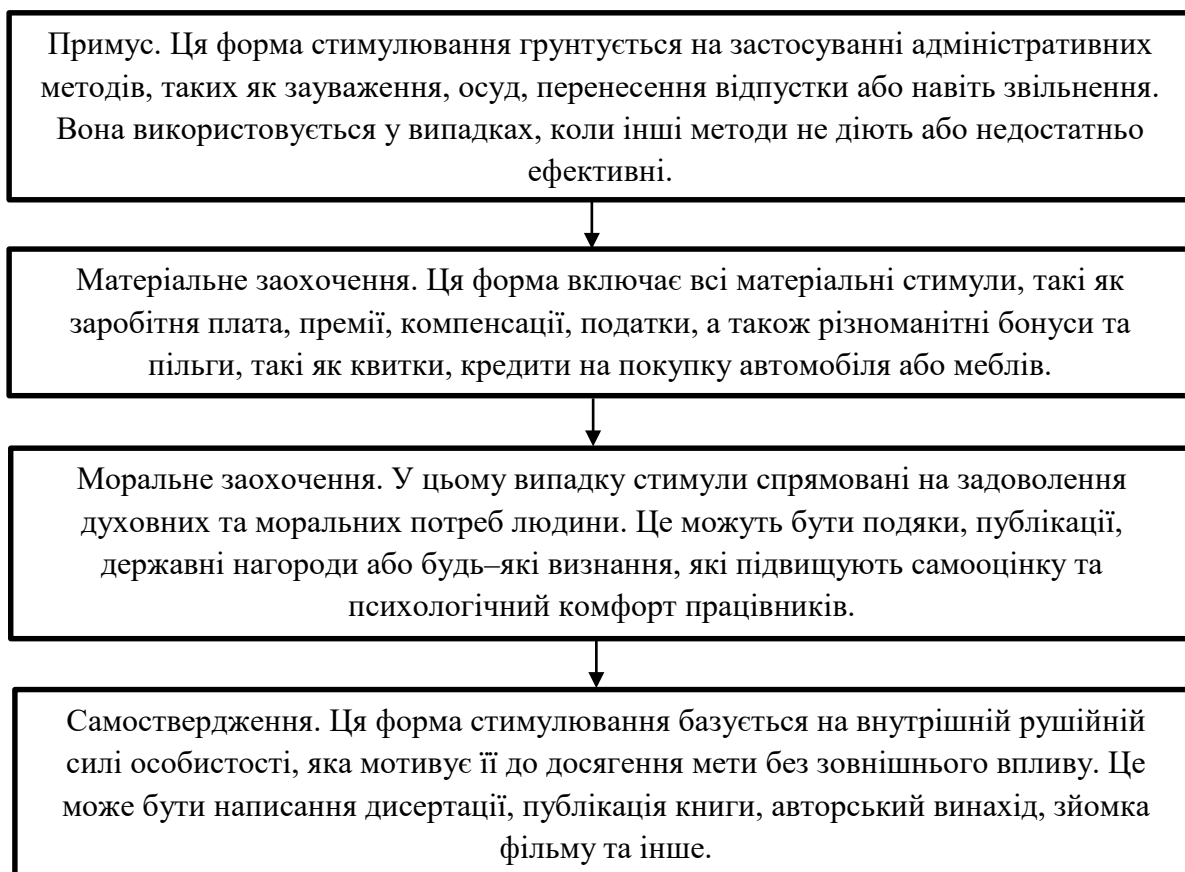 Примус. Ця форма стимулювання грунтується на застосуванні адміністративних
методів, таких як зауваження, осуд, перенесення відпустки або навіть звільнення.
Вона використовується у випадках, коли інші методи не діють або недостатньо
ефективні.
Матеріальне заохочення. Ця форма включає всі матеріальні стимули, такі як
заробітня плата, премії, компенсації, податки, а також різноманітні бонуси та
пільги, такі як квитки, кредити на покупку автомобіля або меблів.
Моральне заохочення. У цьому випадку стимули спрямовані на задоволення
духовних та моральних потреб людини. Це можуть бути подяки, публікації,
державні нагороди або будь–які визнання, які підвищують самооцінку та
психологічний комфорт працівників.
Самоствердження. Ця форма стимулювання базується на внутрішній рушійній
силі особистості, яка мотивує її до досягнення мети без зовнішнього впливу. Це
може бути написання дисертації, публікація книги, авторський винахід, зйомка
фільму та інше.